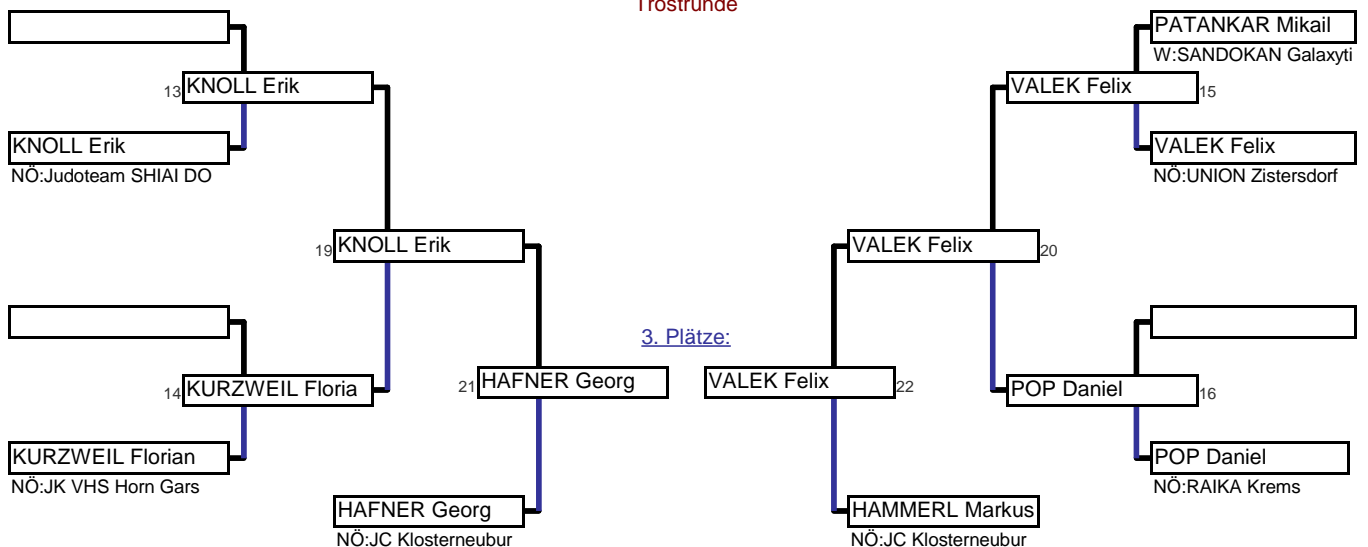 Trostrunde
PATANKAR Mikail
W:SANDOKAN Galaxyti
13 KNOLL Erik
VALEK Felix 15
KNOLL Erik
NÖ:Judoteam SHIAI DO
VALEK Felix
NÖ:UNION Zistersdorf
19 KNOLL Erik
VALEK Felix 20
3. Plätze:
14 KURZWEIL Floria
21 HAFNER Georg
VALEK Felix 22
POP Daniel 16
KURZWEIL Florian
NÖ:JK VHS Horn Gars
POP Daniel
NÖ:RAIKA Krems
HAFNER Georg
NÖ:JC Klosterneubur
HAMMERL Markus
NÖ:JC Klosterneubur